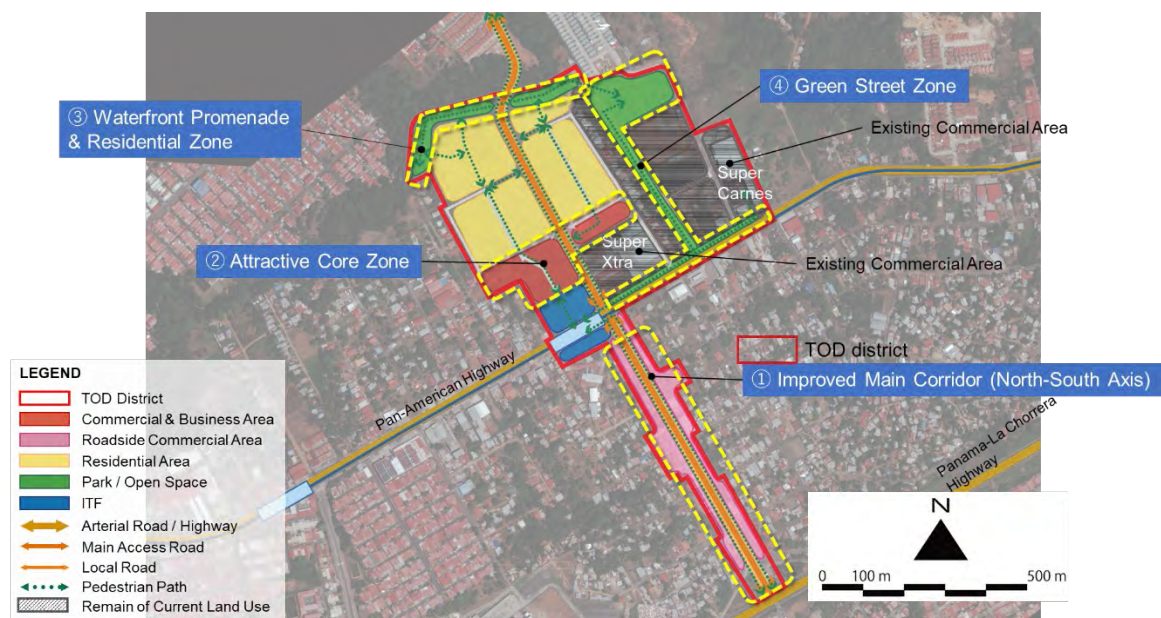 ④ Green Street Zone
③ Waterfront Promenade
& Residential Zone
Existing Commercial Area
Super
Carnes
② Attractive Core Zone
Super
Xtra
Existing Commercial Area
TOD district
① Improved Main Corridor (North-South Axis)
Pan-American Highway
Panama-La Chorrera
Highway
LEGEND
TOD District
Commercial & Business Area
Roadside Commercial Area
Residential Area
Park / Open Space
ITF
Arterial Road / Highway
Main Access Road
Local Road
Pedestrian Path
Remain of Current Land Use
N
0 100 m 500 m